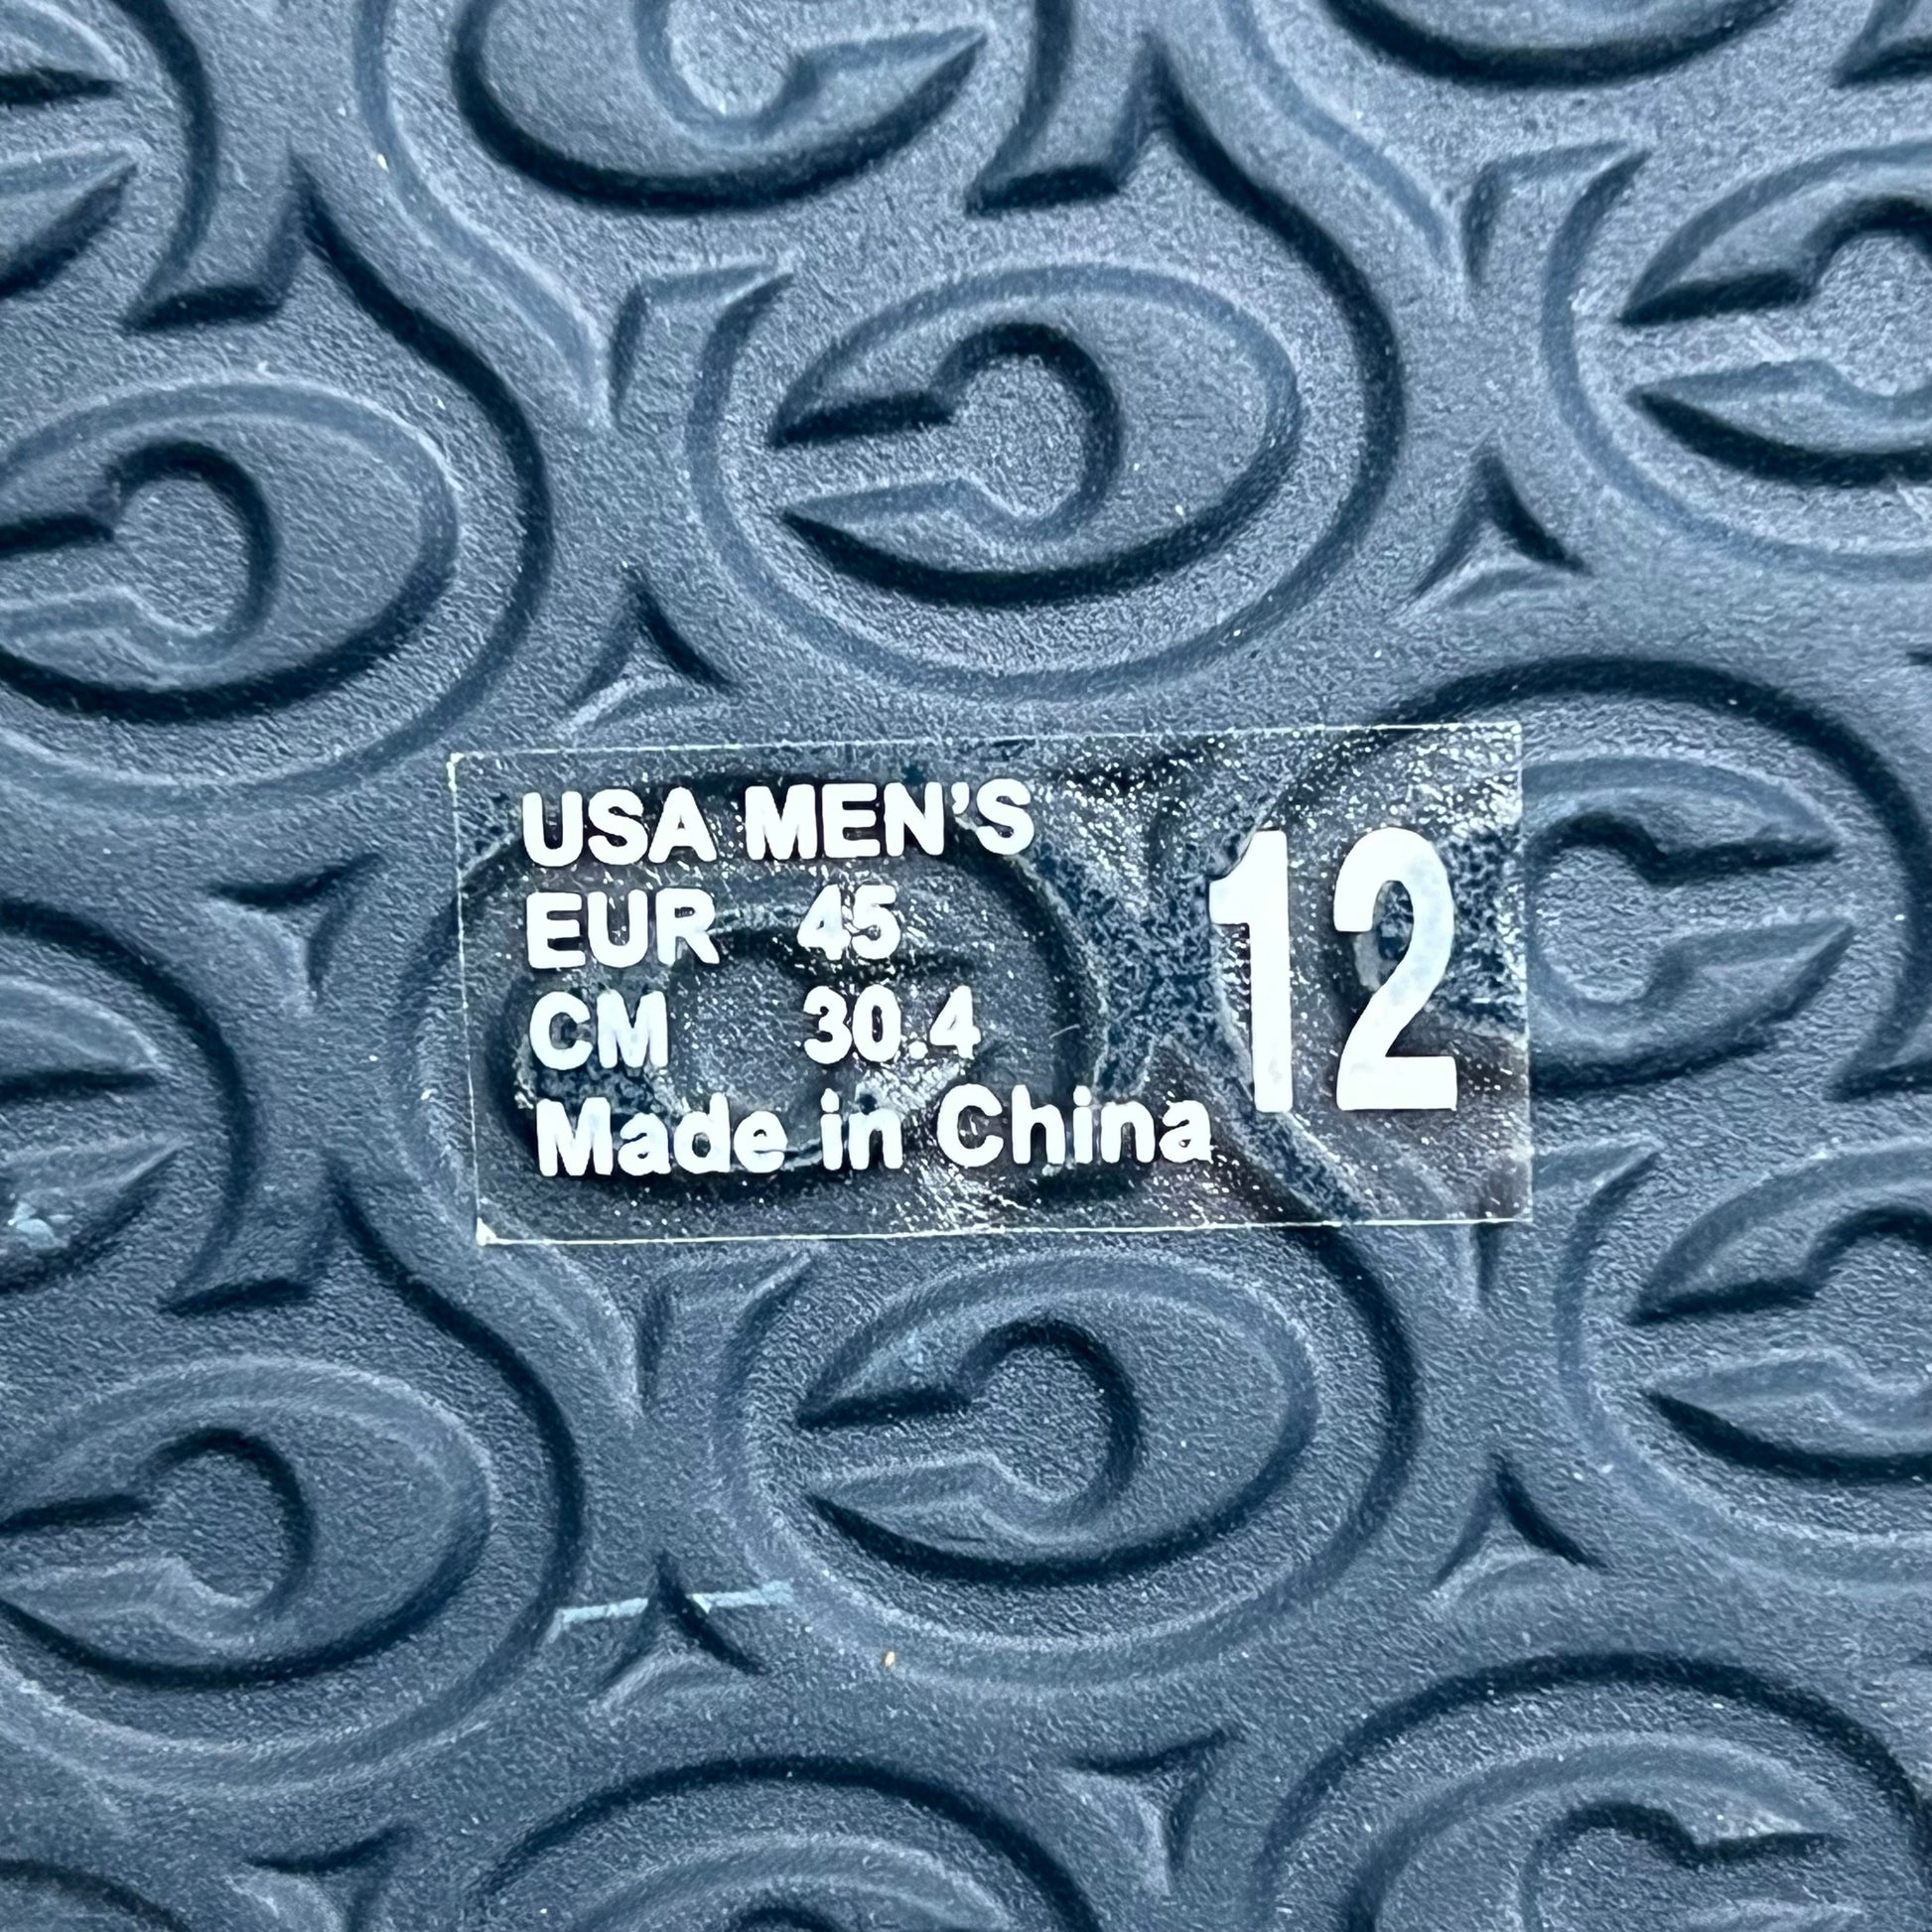 USA MEN'S 12
EUR 45
CM 30.4
Made in China